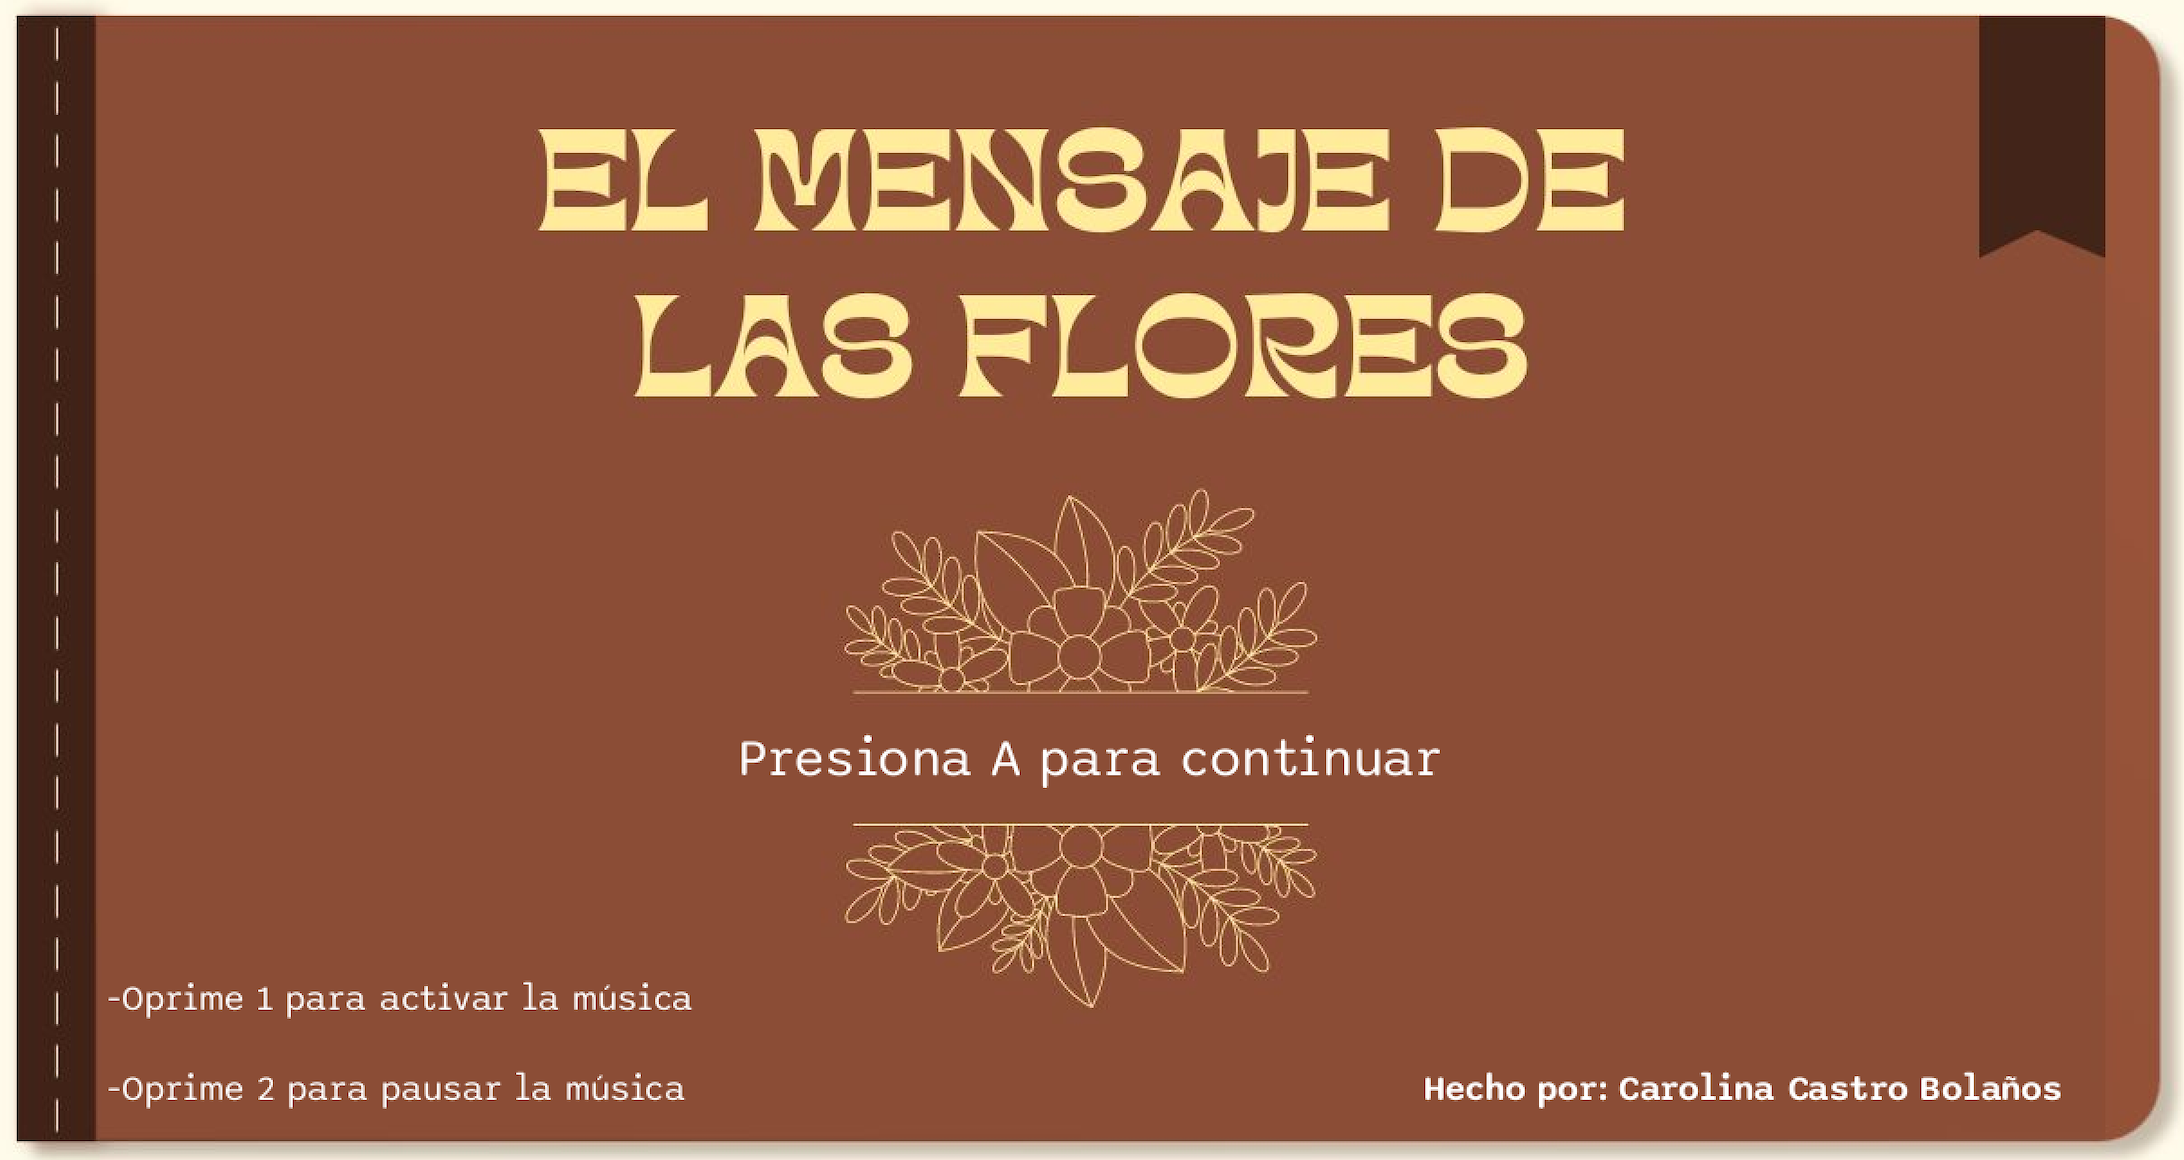 EL MENSAJE DE
LAS FLORES
Presiona A para continuar
-Oprime 1 para activar la música
-Oprime 2 para pausar la música
Hecho por: Carolina Castro Bolaños